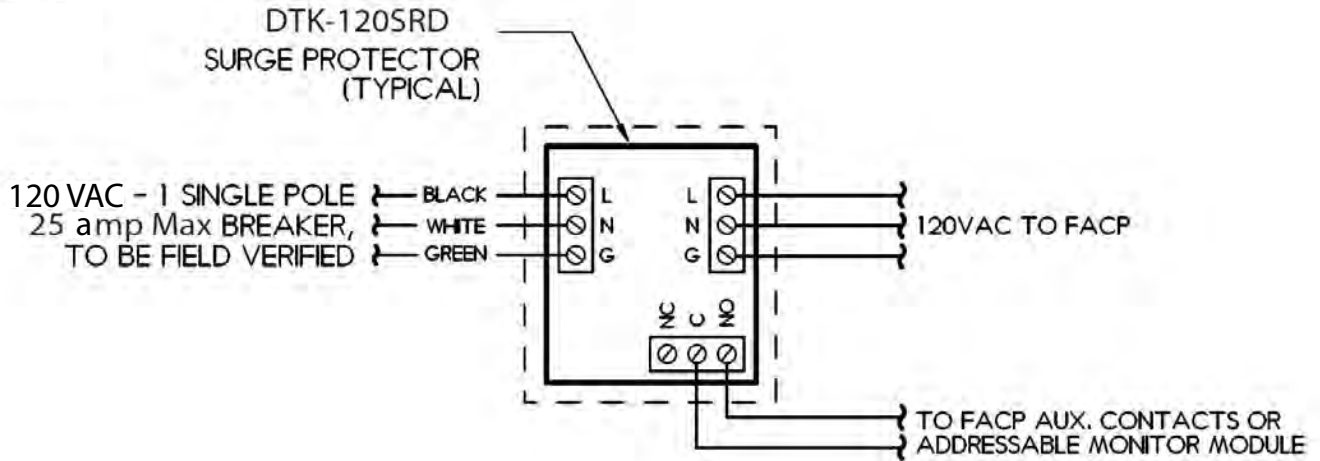 DTK-120SRD
SURGE PROTECTOR
(TYPICAL)
120 VAC - 1 SINGLE POLE
25 amp Max BREAKER,
TO BE FIELD VERIFIED
BLACK
WHITE
GREEN
L
N
G
L
N
G
120VAC TO FACP
NC
C
NO
TO FACP AUX. CONTACTS OR
ADDRESSABLE MONITOR MODULE